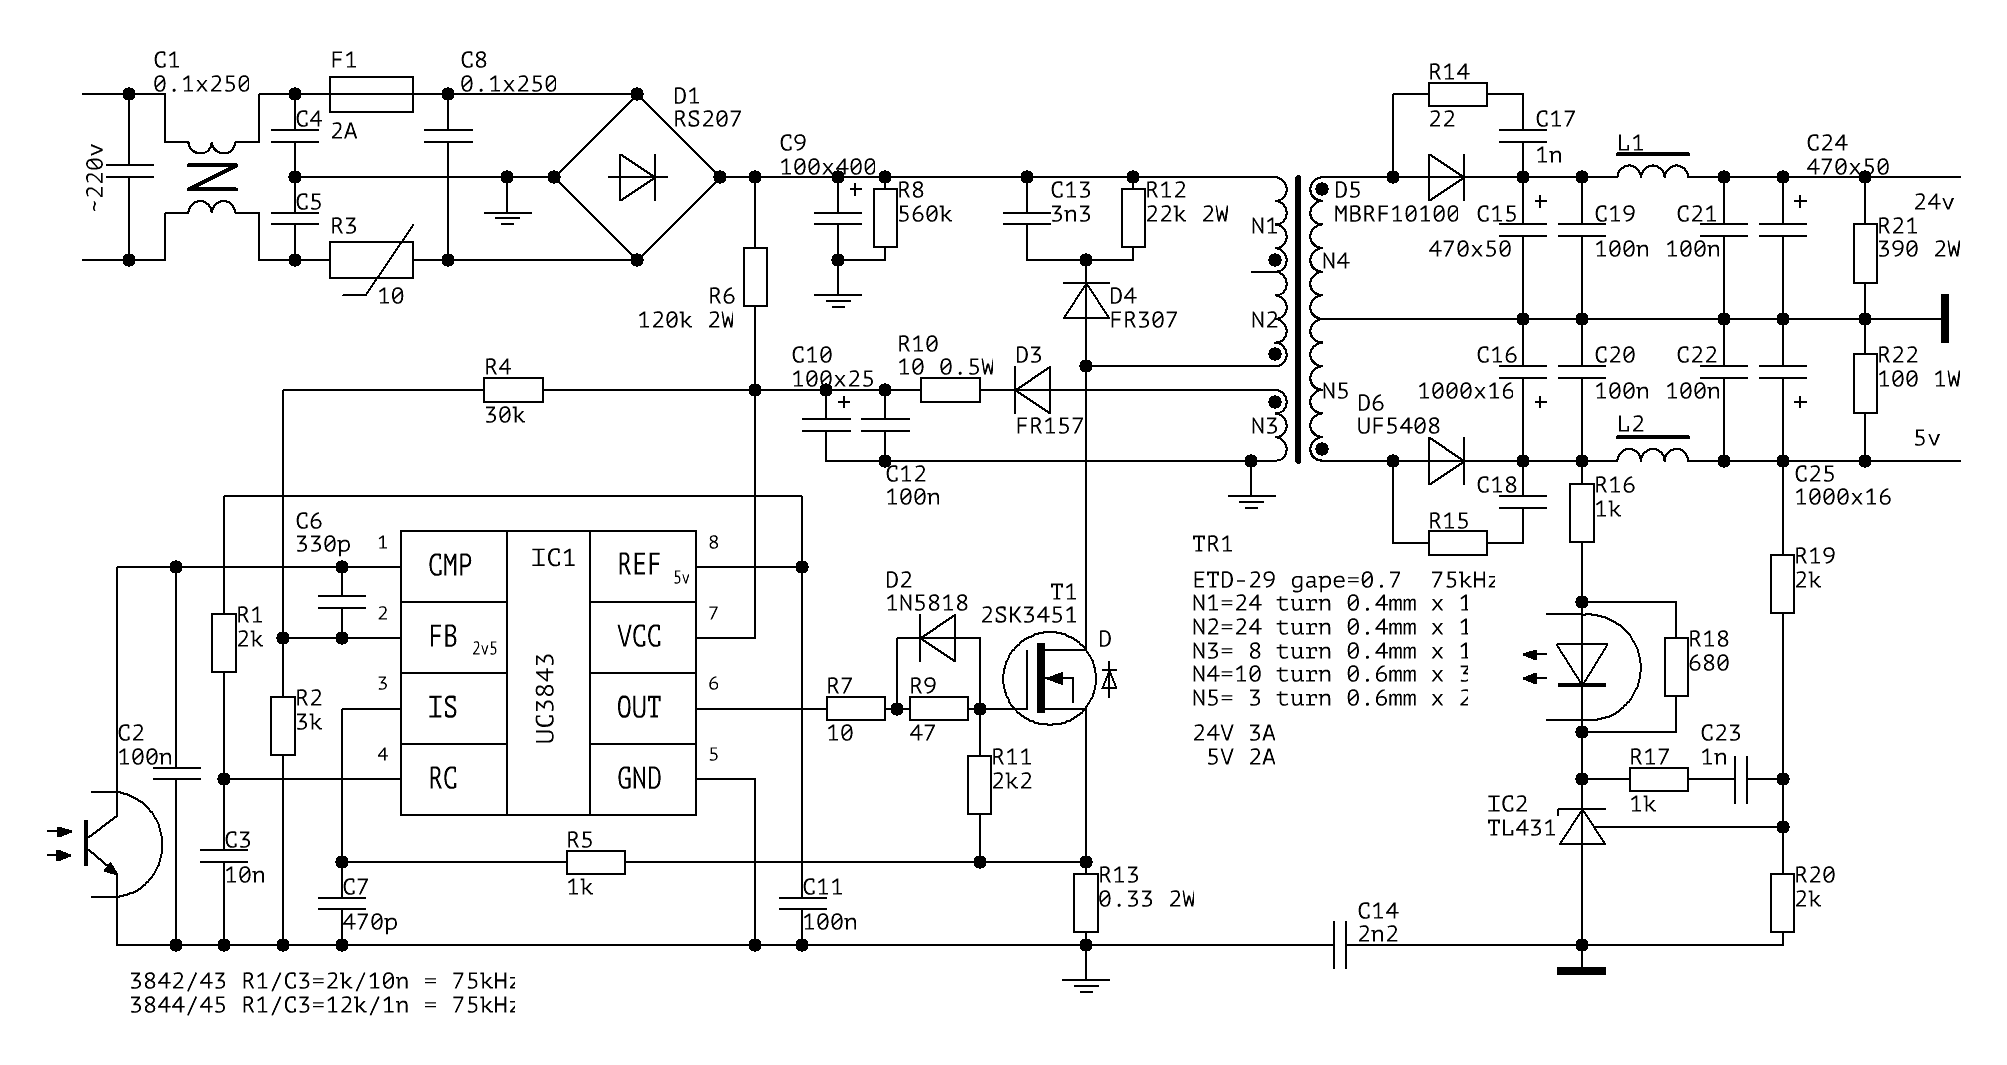 C1
0.1x250
F1
2A
C8
0.1x250
D1
RS207
C4
C5
R3
10
~220v
C9
100x400
R8
560k
C13
3n3
R12
22k 2W
N1
N2
N3
N4
N5
D5
MBRF10100
R14
22
C17
1n
L1
C24
470x50
24v
C15
470x50
C19
100n
C21
100n
R21
390 2W
R6
120k 2W
D4
FR307
R4
30k
C10
100x25
R10
10 0.5W
D3
FR157
C12
100n
D6
UF5408
C16
1000x16
C20
100n
C22
100n
R22
100 1W
L2
5v
C25
1000x16
C18
R15
R16
1k
C6
330p
1
CMP
2
FB
2v5
3
IS
4
RC
IC1
UC3843
REF
5v
8
VCC
7
OUT
6
GND
5
R1
2k
R2
3k
C2
100n
C3
10n
C7
470p
R5
1k
C11
100n
R7
10
D2
1N5818
R9
47
T1
2SK3451
D
R11
2k2
R13
0.33 2W
TR1
ETD-29 gape=0.7 75kHz
N1=24 turn 0.4mm x 1
N2=24 turn 0.4mm x 1
N3= 8 turn 0.4mm x 1
N4=10 turn 0.6mm x 3
N5= 3 turn 0.6mm x 2
24V 3A
5V 2A
R19
2k
R18
680
R17
1k
C23
1n
IC2
TL431
R20
2k
C14
2n2
3842/43 R1/C3=2k/10n = 75kHz
3844/45 R1/C3=12k/1n = 75kHz